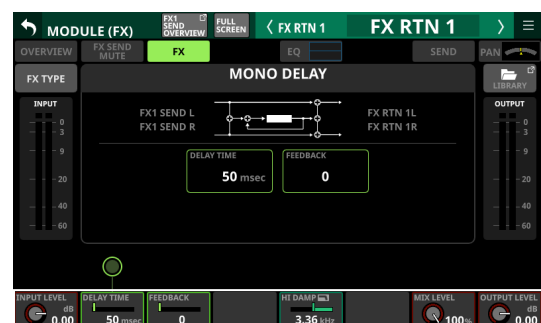 MODULE (FX)
FX1
SEND
OVERVIEW
FULL
SCREEN
FX RTN 1
FX RTN 1
OVERVIEW
FX SEND
MUTE
FX
EQ
SEND
PAN
FX TYPE
MONO DELAY
LIBRARY
INPUT
0
3
9
20
40
60
FX1 SEND L
FX1 SEND R
FX RTN 1L
FX RTN 1R
DELAY TIME
50 msec
FEEDBACK
0
OUTPUT
0
3
9
20
40
60
INPUT LEVEL
dB
0.00
DELAY TIME
50 msec
FEEDBACK
0
HI DAMP
3.36 kHz
MIX LEVEL
100%
OUTPUT LEVEL
dB
0.00